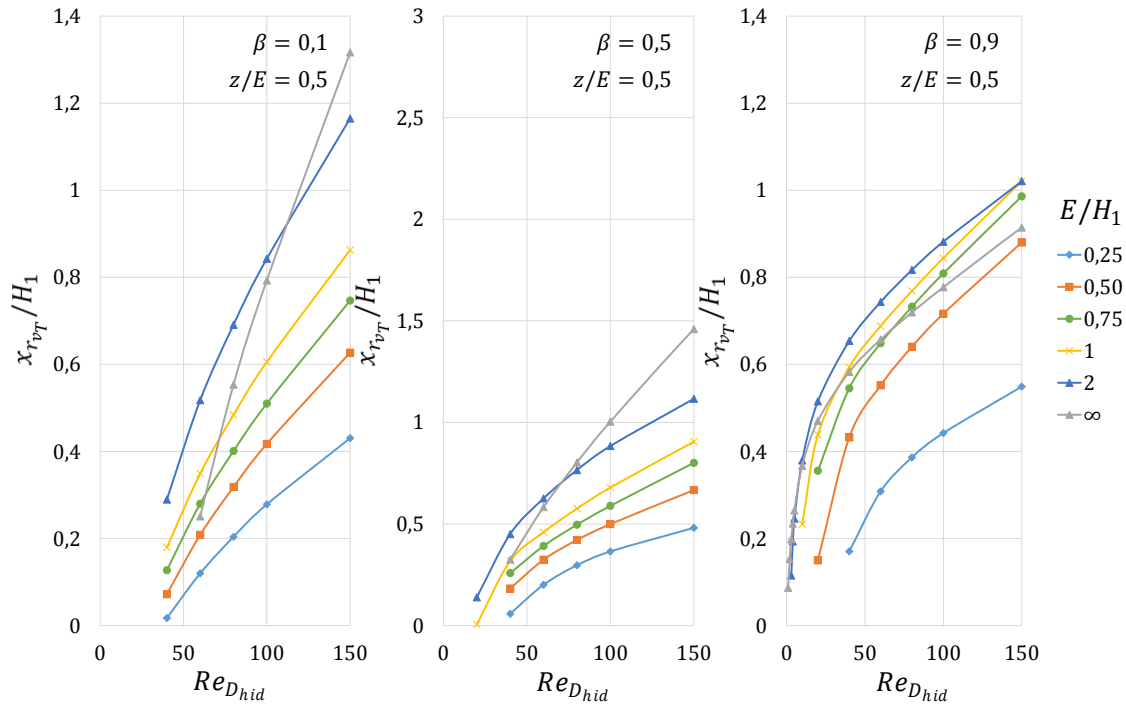 1,4
1,2
1
0,8
0,6
0,4
0,2
0
0 50 100 150
β = 0,1
z/E = 0,5
x_{r_{vT}}/H_1
Re_{D_{hid}}
3
2,5
2
1,5
1
0,5
0
0 50 100 150
β = 0,5
z/E = 0,5
x_{r_{vT}}/H_1
Re_{D_{hid}}
1,4
1,2
1
0,8
0,6
0,4
0,2
0
0 50 100 150
β = 0,9
z/E = 0,5
x_{r_{vT}}/H_1
Re_{D_{hid}}
E/H_1
0,25
0,50
0,75
1
2
∞